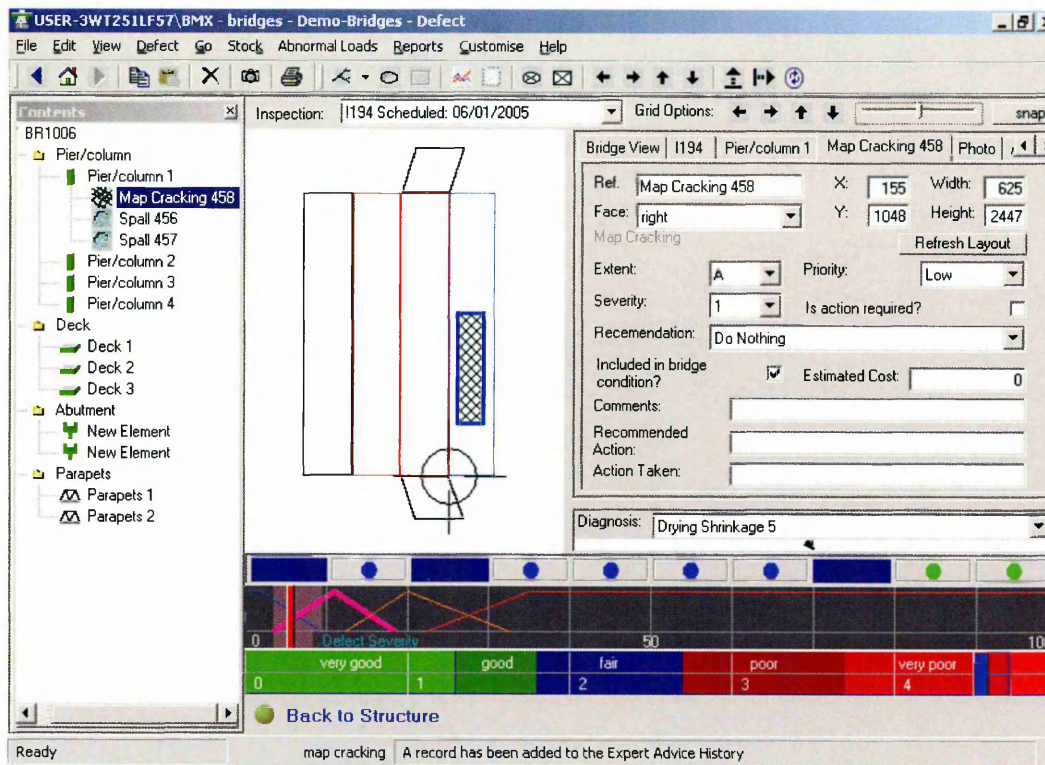 USER-3WT251LF57\BMX - bridges - Demo-Bridges - Defect
File Edit View Defect Go Stock Abnormal Loads Reports Customise Help
Contents
BR1006
Pier/column
Pier/column 1
Map Cracking 458
Spall 456
Spall 457
Pier/column 2
Pier/column 3
Pier/column 4
Deck
Deck 1
Deck 2
Deck 3
Abutment
New Element
New Element
Parapets
Parapets 1
Parapets 2
Inspection: I194 Scheduled: 06/01/2005 Grid Options: snap
Bridge View I194 Pier/column 1 Map Cracking 458 Photo
Ref. Map Cracking 458 X: 155 Width: 625
Face: right Y: 1048 Height: 2447
Map Cracking Refresh Layout
Extent: A Priority: Low
Severity: 1 Is action required?
Recemendation: Do Nothing
Included in bridge condition? Estimated Cost: 0
Comments:
Recommended Action:
Action Taken:
Diagnosis: Drying Shrinkage 5
0 Defect Severity 50 100
very good good fair poor very poor
0 1 2 3 4
Back to Structure
Ready map cracking A record has been added to the Expert Advice History